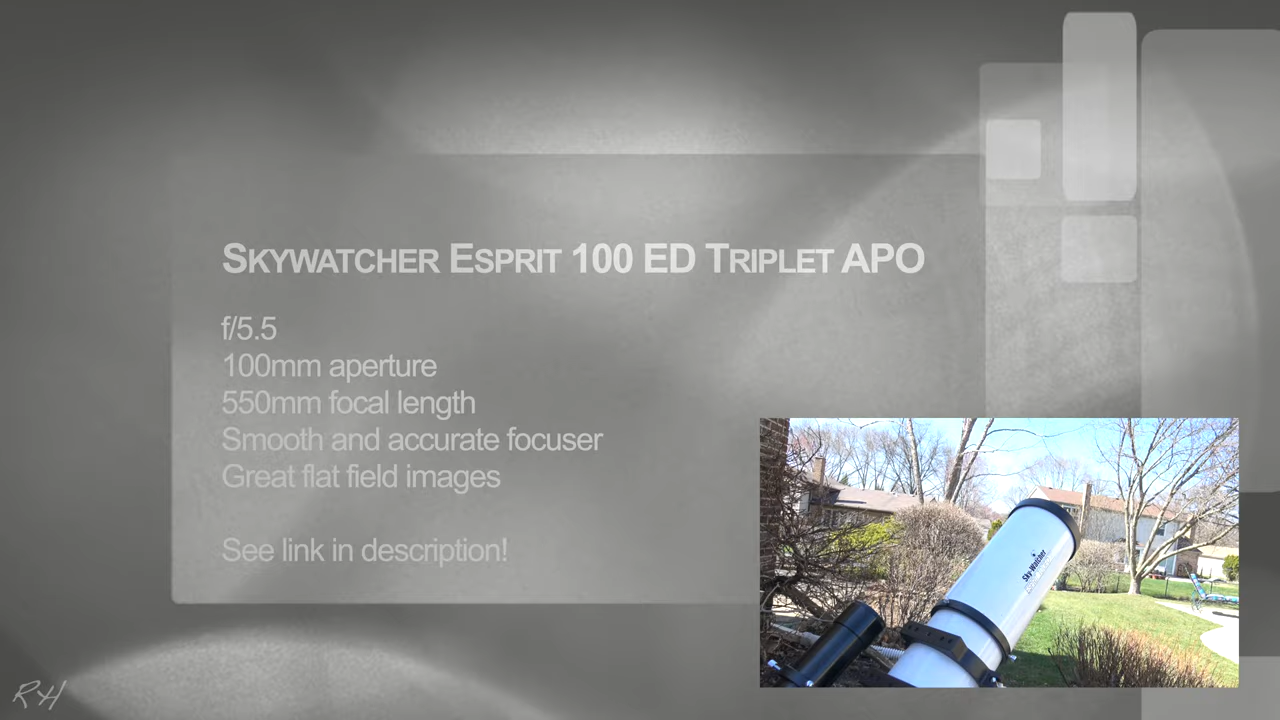 SKYWATCHER ESPRIT 100 ED TRIPLET APO
f/5.5
100mm aperture
550mm focal length
Smooth and accurate focuser
Great flat field images
See link in description!
Sky-Watcher
RH